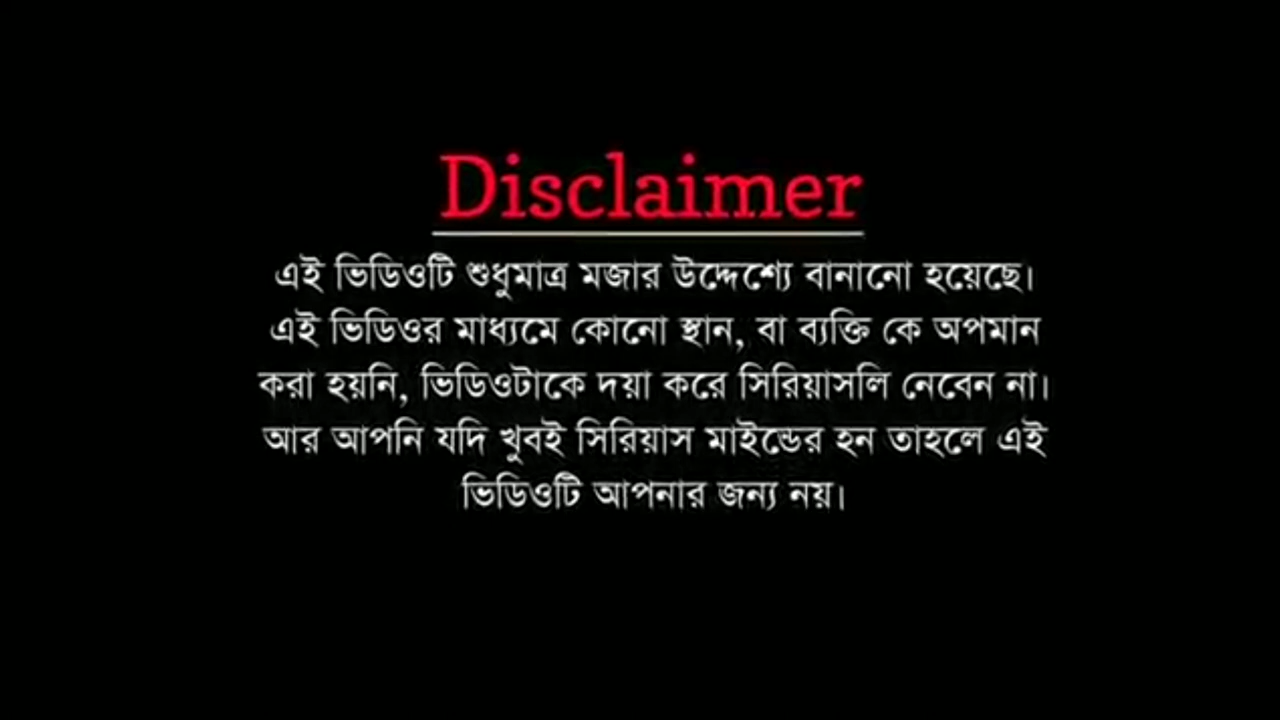 Disclaimer
এই ভিডিওটি শুধুমাত্র মজার উদ্দেশ্যে বানানো হয়েছে।
এই ভিডিওর মাধ্যমে কোনো স্থান, বা ব্যক্তি কে অপমান
করা হয়নি, ভিডিওটাকে দয়া করে সিরিয়াসলি নেবেন না।
আর আপনি যদি খুবই সিরিয়াস মাইন্ডের হন তাহলে এই
ভিডিওটি আপনার জন্য নয়।